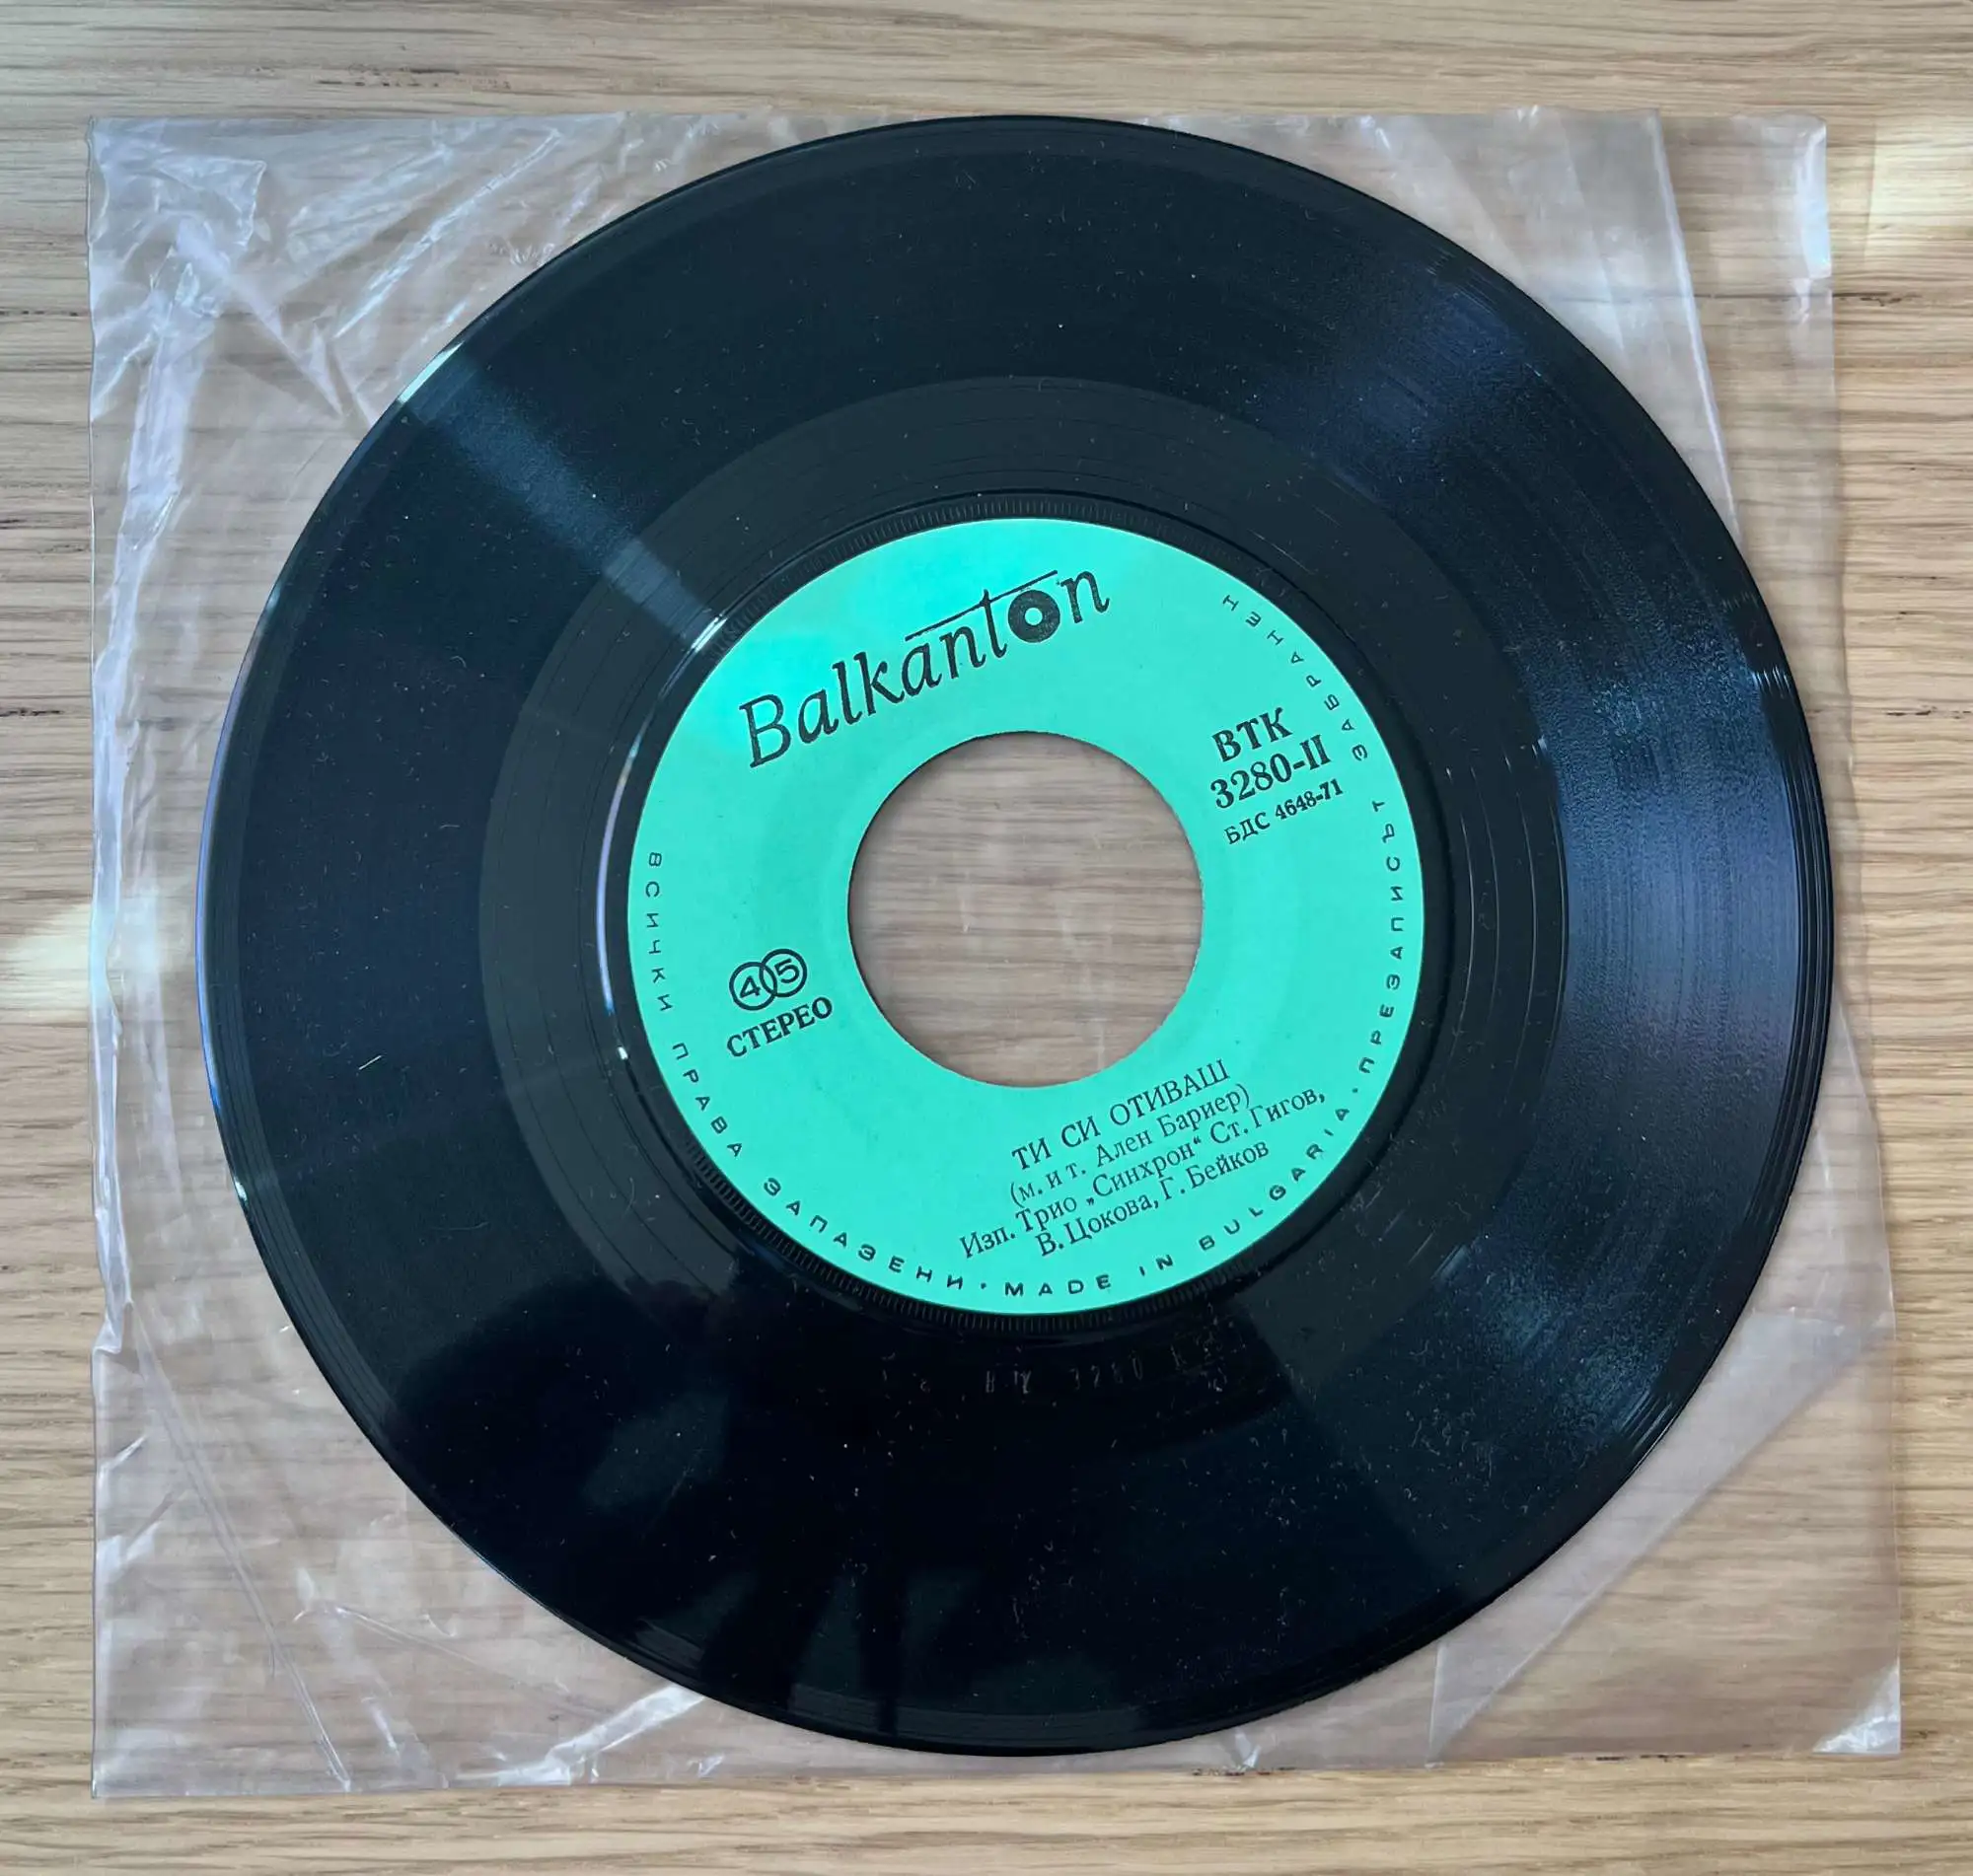 Balkanton
ВТК
3280-II
БДС 4648-71
45
СТЕРЕО
ТИ СИ ОТИВАШ
(м. и т. Ален Бариер)
Изп. Трио „Синхрон“ Ст. Гигов,
В. Цокова, Г. Бейков
ВСИЧКИ ПРАВА ЗАПАЗЕНИ · MADE IN BULGARIA · ПРЕЗАПИСЪТ ЗАБРАНЕН
3280